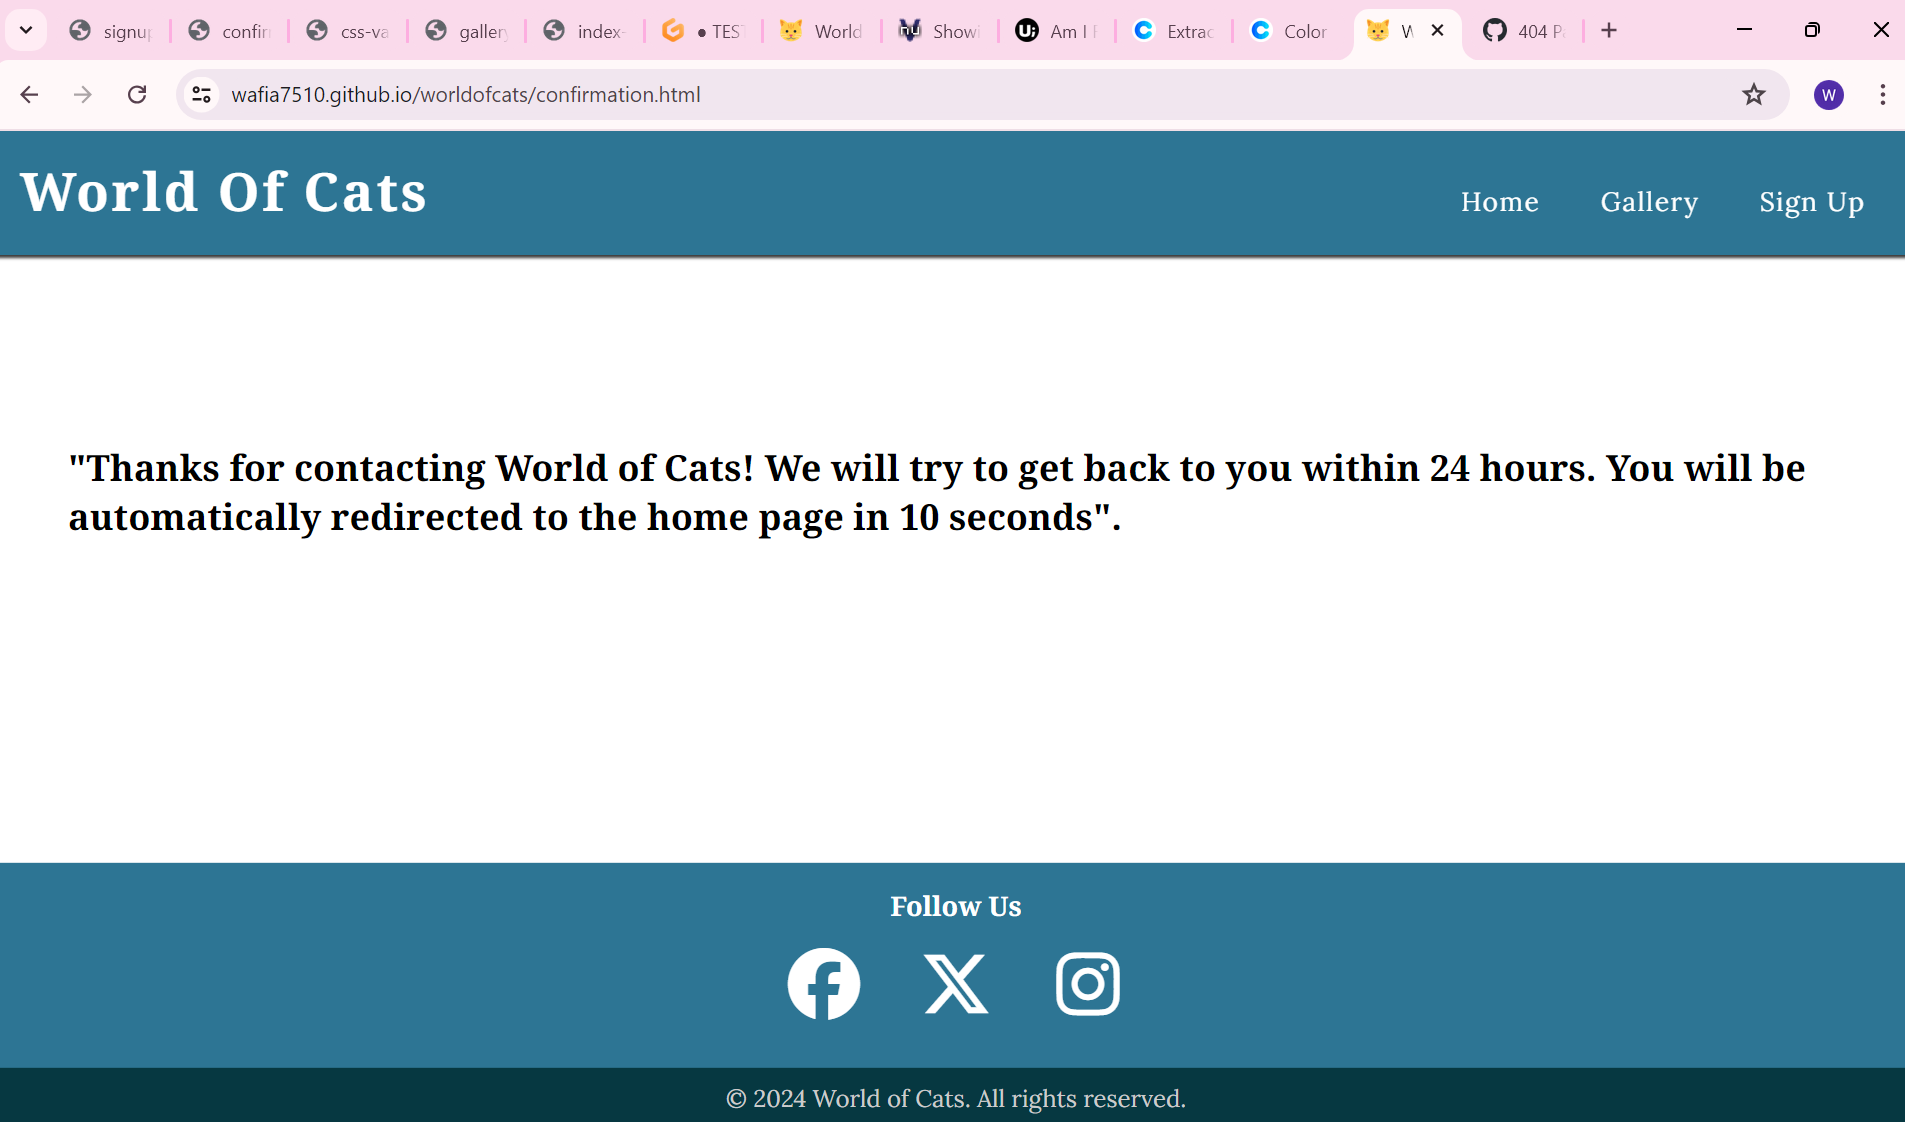 signu confir css-va galler index- • TES World Showi Am I Extrac Color W 404 P
wafia7510.github.io/worldofcats/confirmation.html W
World Of Cats
Home Gallery Sign Up
"Thanks for contacting World of Cats! We will try to get back to you within 24 hours. You will be
automatically redirected to the home page in 10 seconds".
Follow Us
© 2024 World of Cats. All rights reserved.